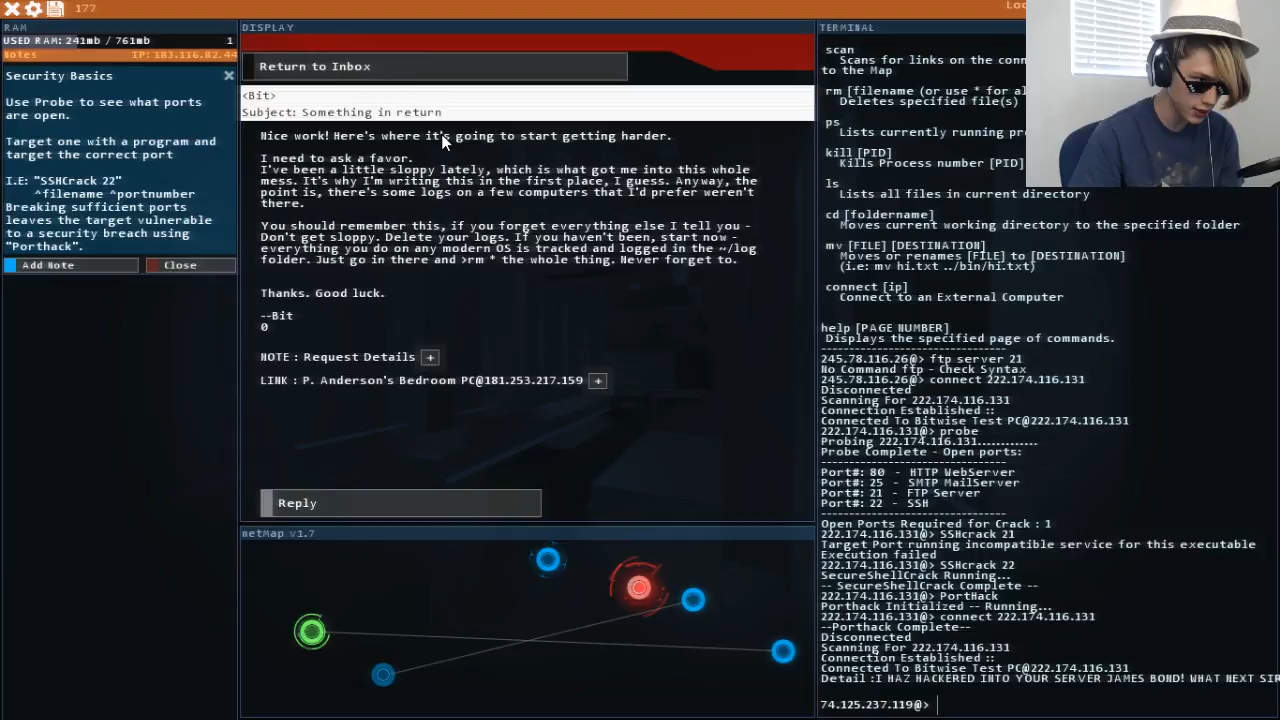 177
Loc
RAM
USED RAM: 241mb / 761mb 1
Notes IP: 183.116.82.44
Security Basics
Use Probe to see what ports
are open.
Target one with a program and
target the correct port
I.E: "SSHCrack 22"
^filename ^portnumber
Breaking sufficient ports
leaves the target vulnerable
to a security breach using
"Porthack".
Add Note
Close
DISPLAY
Return to Inbox
<Bit>
Subject: Something in return
Nice work! Here's where it's going to start getting harder.
I need to ask a favor.
I've been a little sloppy lately, which is what got me into this whole
mess. It's why I'm writing this in the first place, I guess. Anyway, the
point is, there's some logs on a few computers that I'd prefer weren't
there.
You should remember this, if you forget everything else I tell you -
Don't get sloppy. Delete your logs. If you haven't been, start now -
everything you do on any modern OS is tracked and logged in the ~/log
folder. Just go in there and >rm * the whole thing. Never forget to.
Thanks. Good luck.
--Bit
0
NOTE : Request Details +
LINK : P. Anderson's Bedroom PC@181.253.217.159 +
Reply
netMap v1.7
TERMINAL
scan
Scans for links on the conn
to the Map
rm [filename (or use * for al
Deletes specified file(s)
ps
Lists currently running pr
kill [PID]
Kills Process number [PID]
ls
Lists all files in current directory
cd [foldername]
Moves current working directory to the specified folder
mv [FILE] [DESTINATION]
Moves or renames [FILE] to [DESTINATION]
(i.e: mv hi.txt ../bin/hi.txt)
connect [ip]
Connect to an External Computer
help [PAGE NUMBER]
Displays the specified page of commands.
--------------------------------
245.78.116.26@> ftp server 21
No Command ftp - Check Syntax
245.78.116.26@> connect 222.174.116.131
Disconnected
Scanning For 222.174.116.131
Connection Established ::
Connected To Bitwise Test PC@222.174.116.131
222.174.116.131@> probe
Probing 222.174.116.131.............
Probe Complete - Open ports:
--------------------------------
Port#: 80 - HTTP WebServer
Port#: 25 - SMTP MailServer
Port#: 21 - FTP Server
Port#: 22 - SSH
--------------------------------
Open Ports Required for Crack : 1
222.174.116.131@> SSHcrack 21
Target Port running incompatible service for this executable
Execution failed
222.174.116.131@> SSHcrack 22
SecureShellCrack Running...
-- SecureShellCrack Complete --
222.174.116.131@> PortHack
Porthack Initialized -- Running...
222.174.116.131@> connect 222.174.116.131
--Porthack Complete--
Disconnected
Scanning For 222.174.116.131
Connection Established ::
Connected To Bitwise Test PC@222.174.116.131
Detail :I HAZ HACKERED INTO YOUR SERVER JAMES BOND! WHAT NEXT SIR
74.125.237.119@>